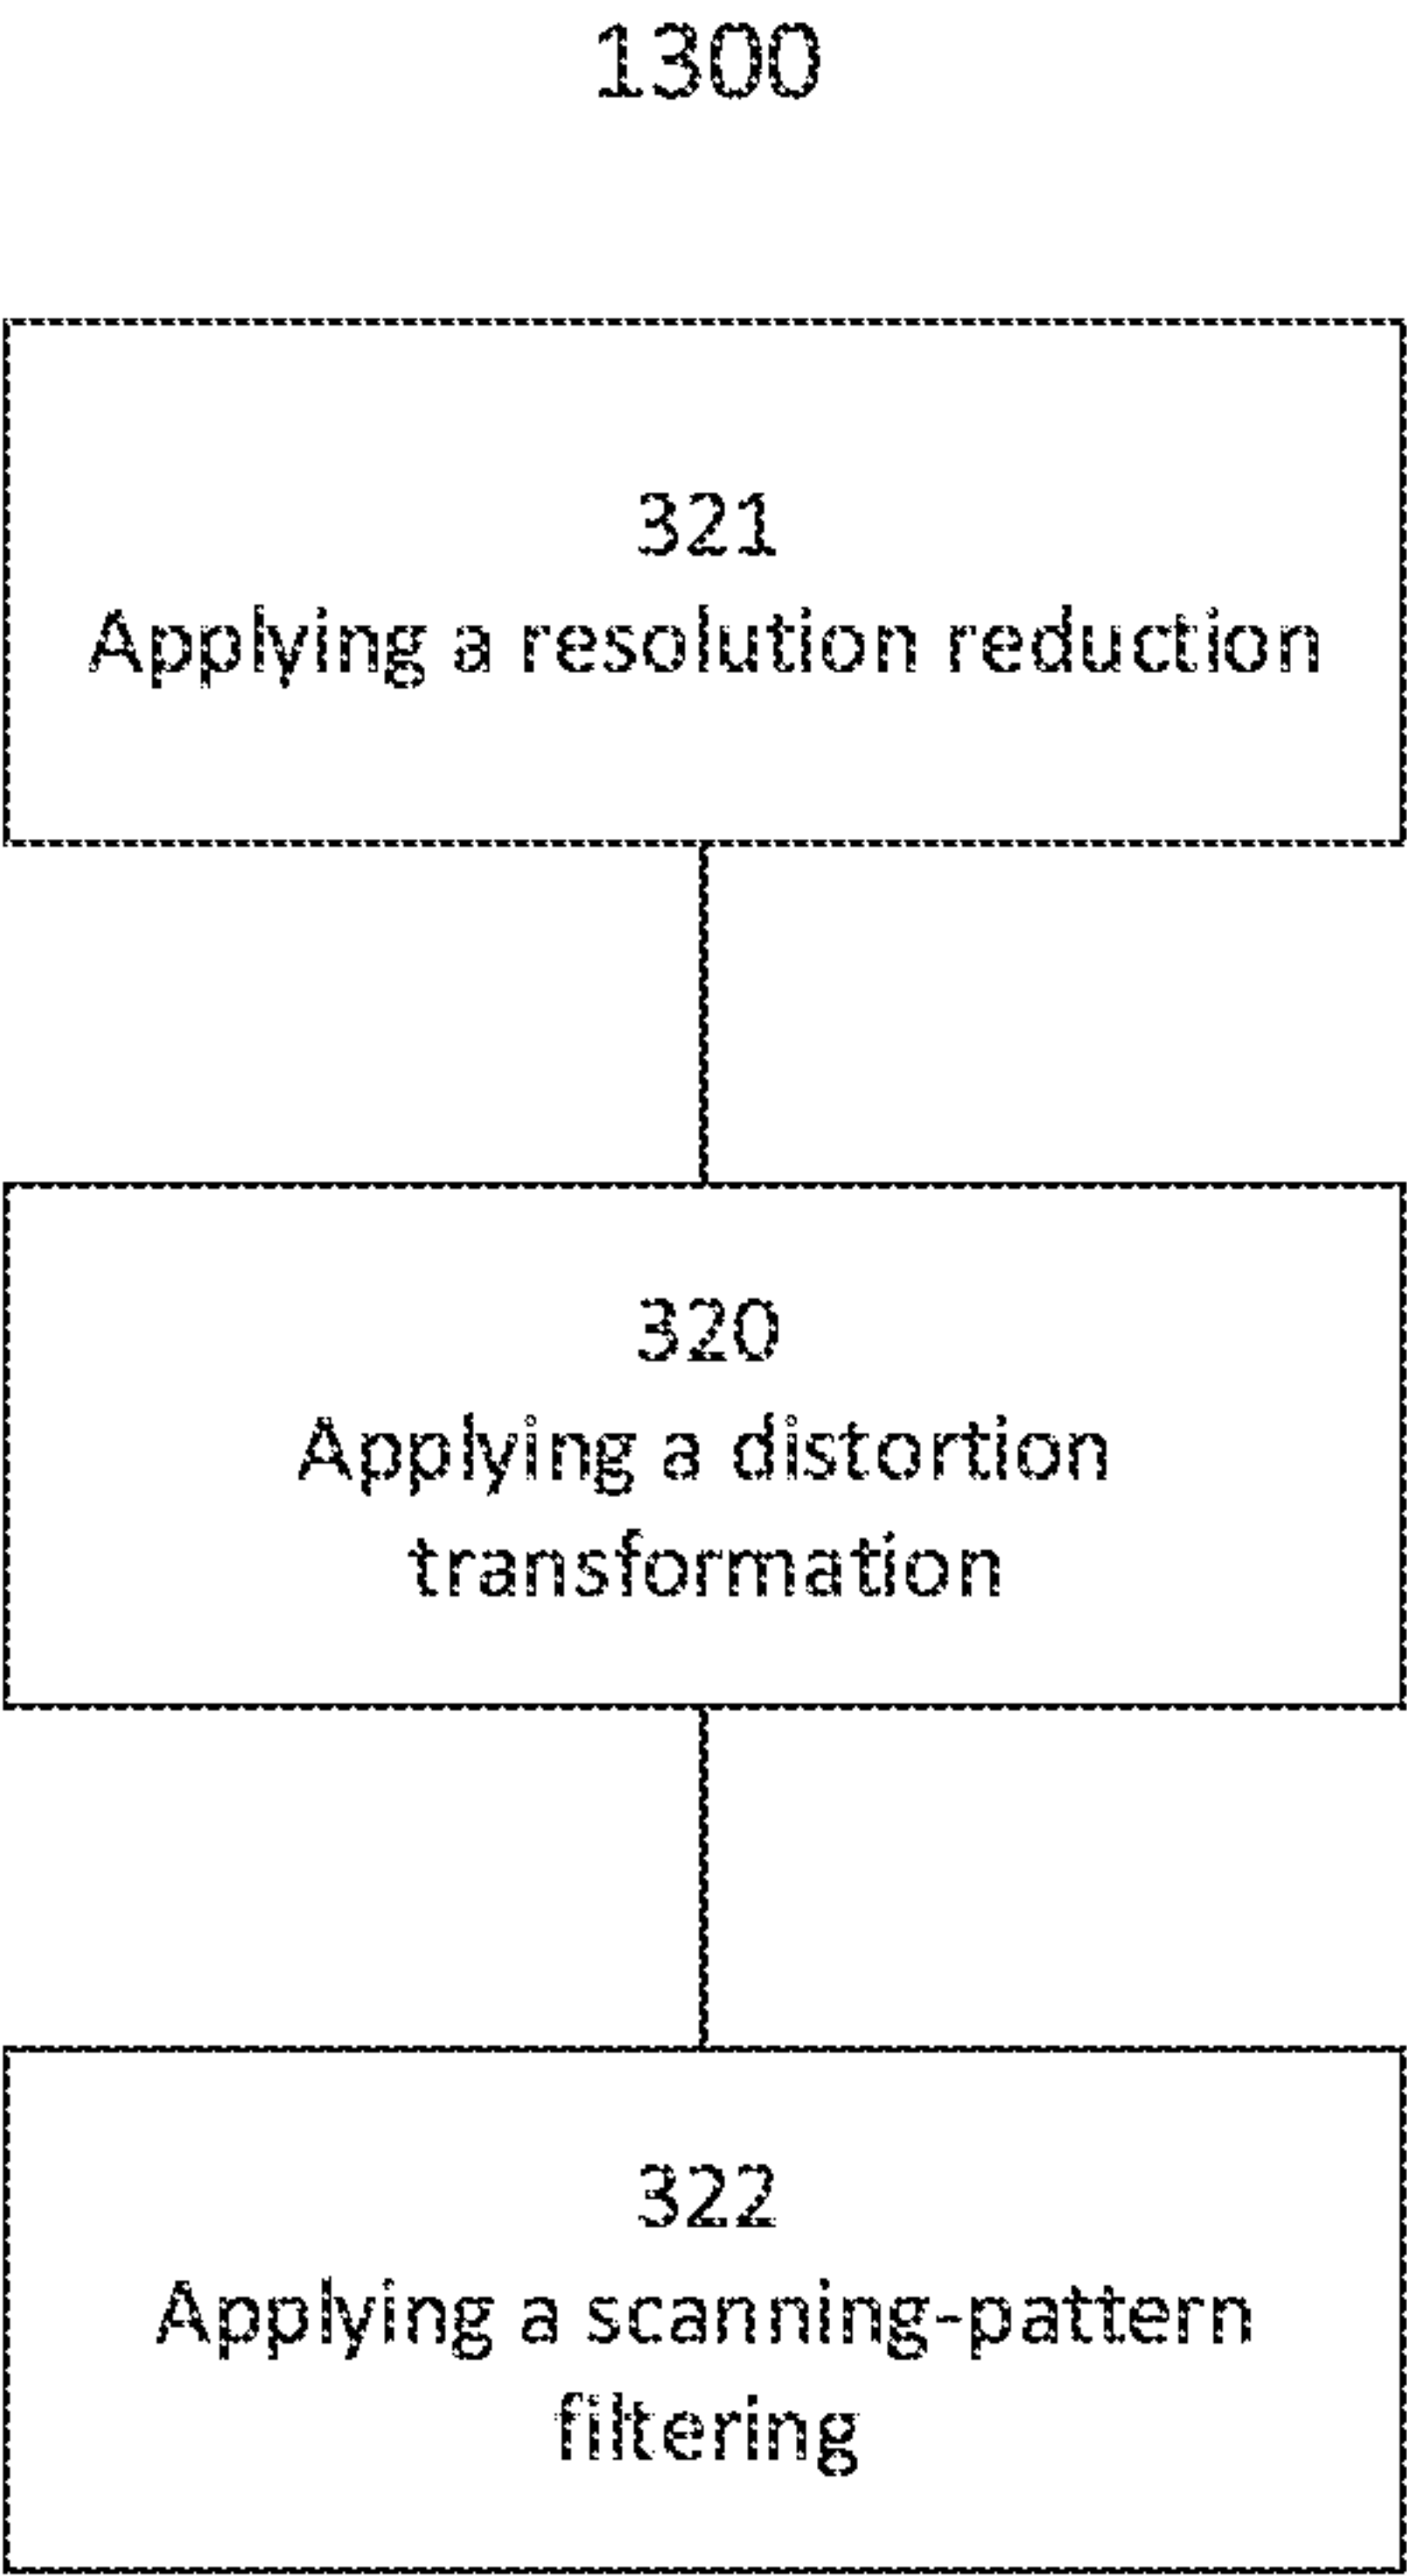 1300
321
Applying a resolution reduction
320
Applying a distortion
transformation
322
Applying a scanning-pattern
filtering